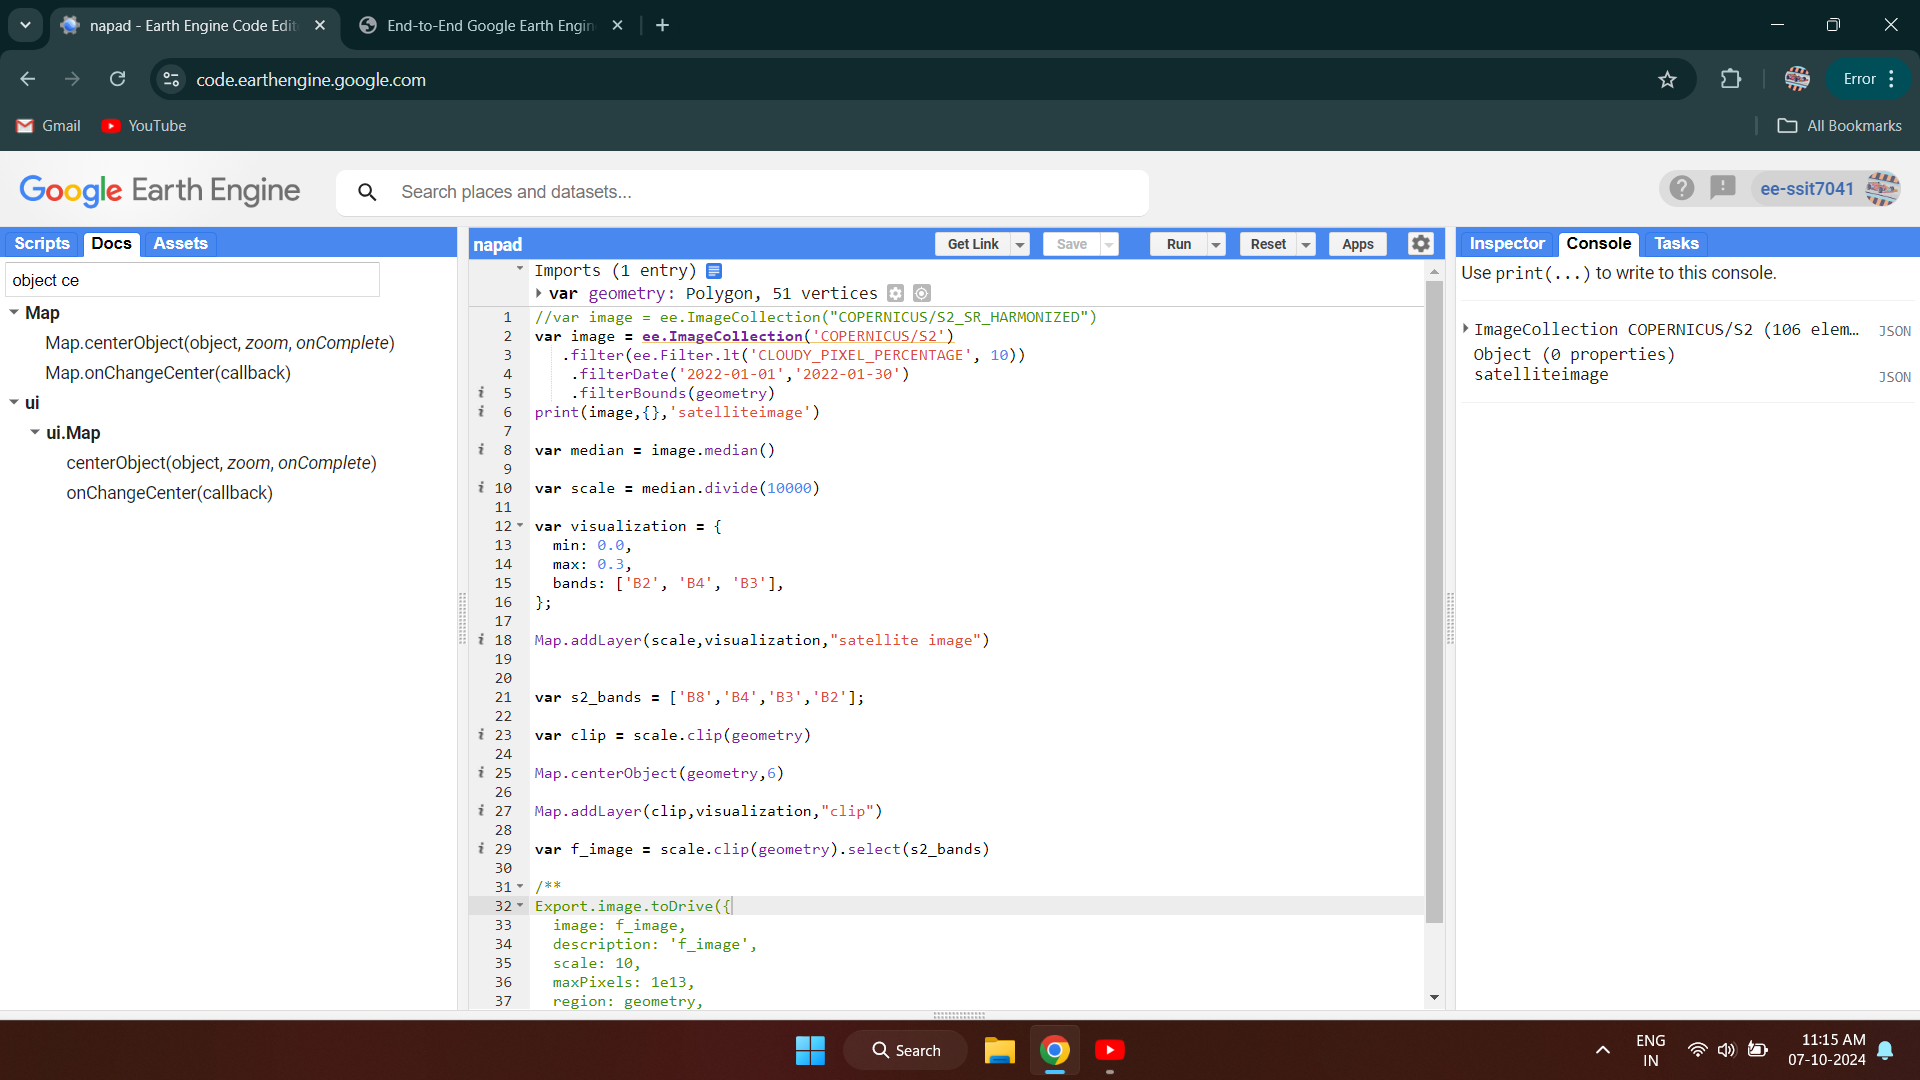 napad - Earth Engine Code Edit
End-to-End Google Earth Engin
code.earthengine.google.com
Error
Gmail
YouTube
All Bookmarks
Google Earth Engine
Search places and datasets...
ee-ssit7041
Scripts
Docs
Assets
object ce
Map
Map.centerObject(object, zoom, onComplete)
Map.onChangeCenter(callback)
ui
ui.Map
centerObject(object, zoom, onComplete)
onChangeCenter(callback)
napad
Get Link
Save
Run
Reset
Apps
Imports (1 entry)
var geometry: Polygon, 51 vertices
1 //var image = ee.ImageCollection("COPERNICUS/S2_SR_HARMONIZED")
2 var image = ee.ImageCollection('COPERNICUS/S2')
3 .filter(ee.Filter.lt('CLOUDY_PIXEL_PERCENTAGE', 10))
4 .filterDate('2022-01-01','2022-01-30')
i 5 .filterBounds(geometry)
i 6 print(image,{},'satelliteimage')
7
i 8 var median = image.median()
9
i 10 var scale = median.divide(10000)
11
12 var visualization = {
13 min: 0.0,
14 max: 0.3,
15 bands: ['B2', 'B4', 'B3'],
16 };
17
i 18 Map.addLayer(scale,visualization,"satellite image")
19
20
21 var s2_bands = ['B8','B4','B3','B2'];
22
i 23 var clip = scale.clip(geometry)
24
i 25 Map.centerObject(geometry,6)
26
i 27 Map.addLayer(clip,visualization,"clip")
28
i 29 var f_image = scale.clip(geometry).select(s2_bands)
30
31 /**
32 Export.image.toDrive({
33 image: f_image,
34 description: 'f_image',
35 scale: 10,
36 maxPixels: 1e13,
37 region: geometry,
Inspector
Console
Tasks
Use print(...) to write to this console.
ImageCollection COPERNICUS/S2 (106 elem… JSON
Object (0 properties)
satelliteimage JSON
Search
ENG
IN
11:15 AM
07-10-2024